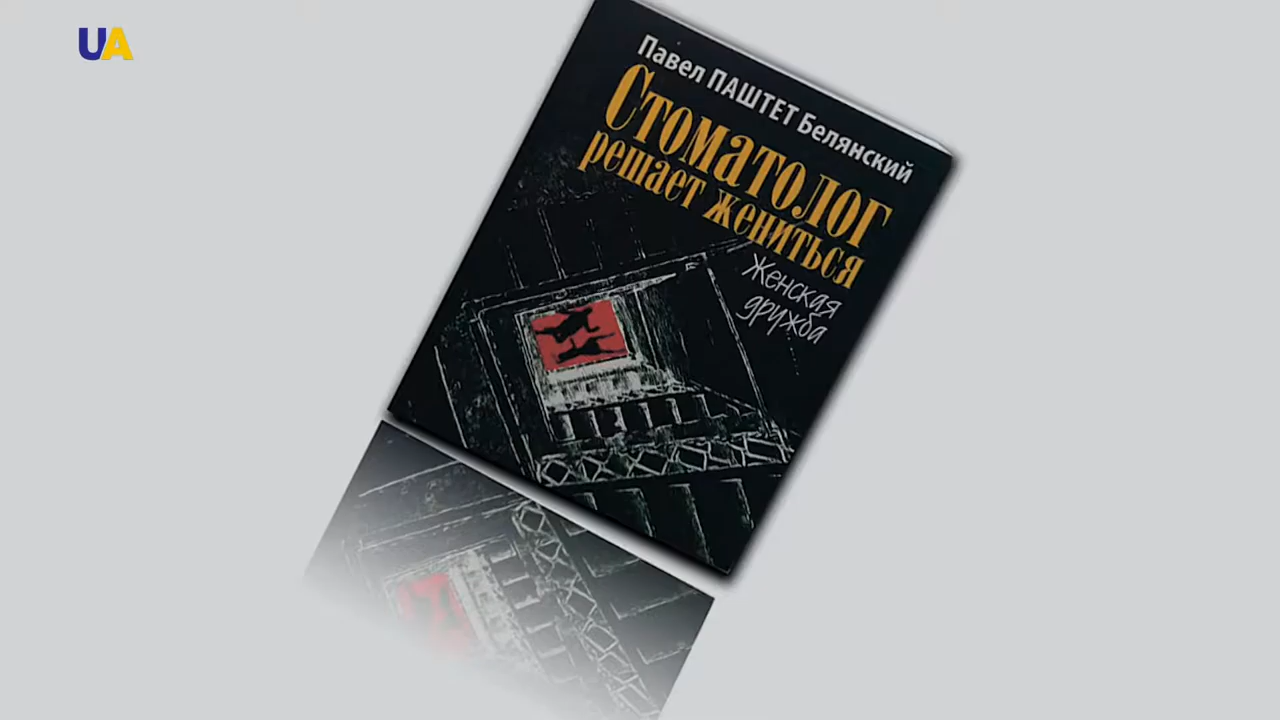 UA
Павел ПАШТЕТ Белянский
Стоматолог
решает жениться
Женская
дружба